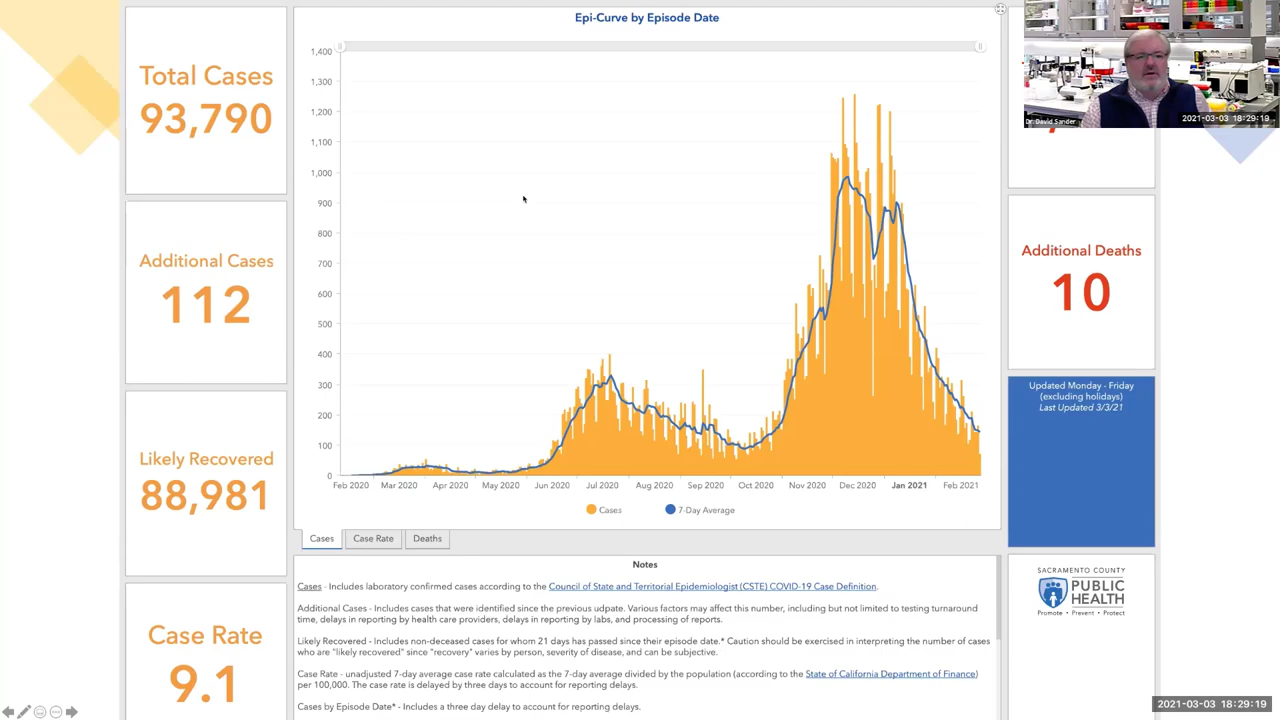 Total Cases
93,790
Additional Cases
112
Likely Recovered
88,981
Case Rate
9.1
Epi-Curve by Episode Date
1,400
1,300
1,200
1,100
1,000
900
800
700
600
500
400
300
200
100
0
Feb 2020 Mar 2020 Apr 2020 May 2020 Jun 2020 Jul 2020 Aug 2020 Sep 2020 Oct 2020 Nov 2020 Dec 2020 Jan 2021 Feb 2021
Cases 7-Day Average
Cases Case Rate Deaths
Notes
Cases - Includes laboratory confirmed cases according to the Council of State and Territorial Epidemiologist (CSTE) COVID-19 Case Definition.
Additional Cases - Includes cases that were identified since the previous udpate. Various factors may affect this number, including but not limited to testing turnaround
time, delays in reporting by health care providers, delays in reporting by labs, and processing of reports.
Likely Recovered - Includes non-deceased cases for whom 21 days has passed since their episode date.* Caution should be exercised in interpreting the number of cases
who are "likely recovered" since "recovery" varies by person, severity of disease, and can be subjective.
Case Rate - unadjusted 7-day average case rate calculated as the 7-day average divided by the population (according to the State of California Department of Finance)
per 100,000. The case rate is delayed by three days to account for reporting delays.
Cases by Episode Date* - Includes a three day delay to account for reporting delays.
Dr. David Sander
2021-03-03 18:29:19
Additional Deaths
10
Updated Monday - Friday
(excluding holidays)
Last Updated 3/3/21
SACRAMENTO COUNTY
PUBLIC
HEALTH
Promote • Prevent • Protect
2021-03-03 18:29:19